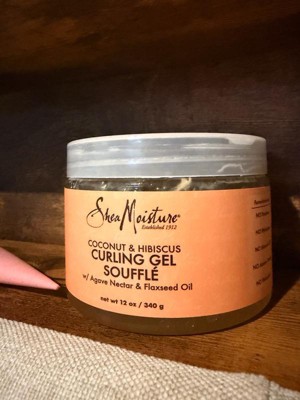 SheaMoisture®
Established 1912
COCONUT & HIBISCUS
CURLING GEL
SOUFFLÉ
w/ Agave Nectar & Flaxseed Oil
net wt 12 oz / 340 g